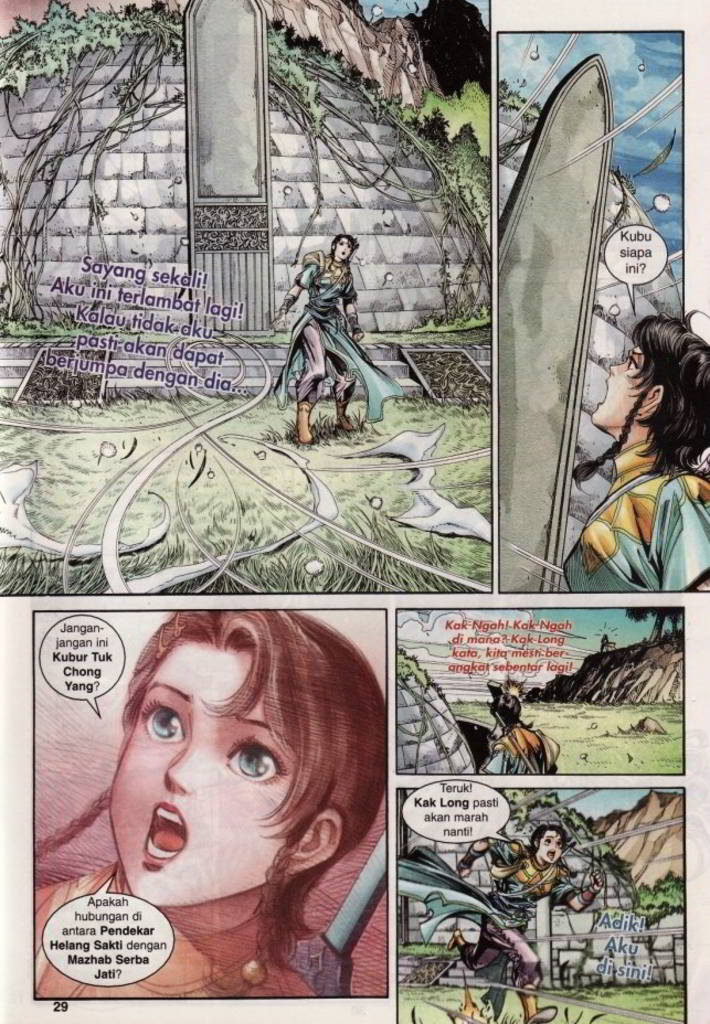 Sayang sekali!
Aku ini terlambat lagi!
Kalau tidak aku
pasti akan dapat
berjumpa dengan dia...
Kubu
siapa
ini?
Jangan-
jangan ini
Kubur Tuk
Chong
Yang?
Apakah
hubungan di
antara Pendekar
Helang Sakti dengan
Mazhab Serba
Jati?
Kak Ngah! Kak Ngah
di mana? Kak Long
kata, kita mesti ber-
angkat sebentar lagi!
Teruk!
Kak Long pasti
akan marah
nanti!
Adik!
Aku
di sini!
29